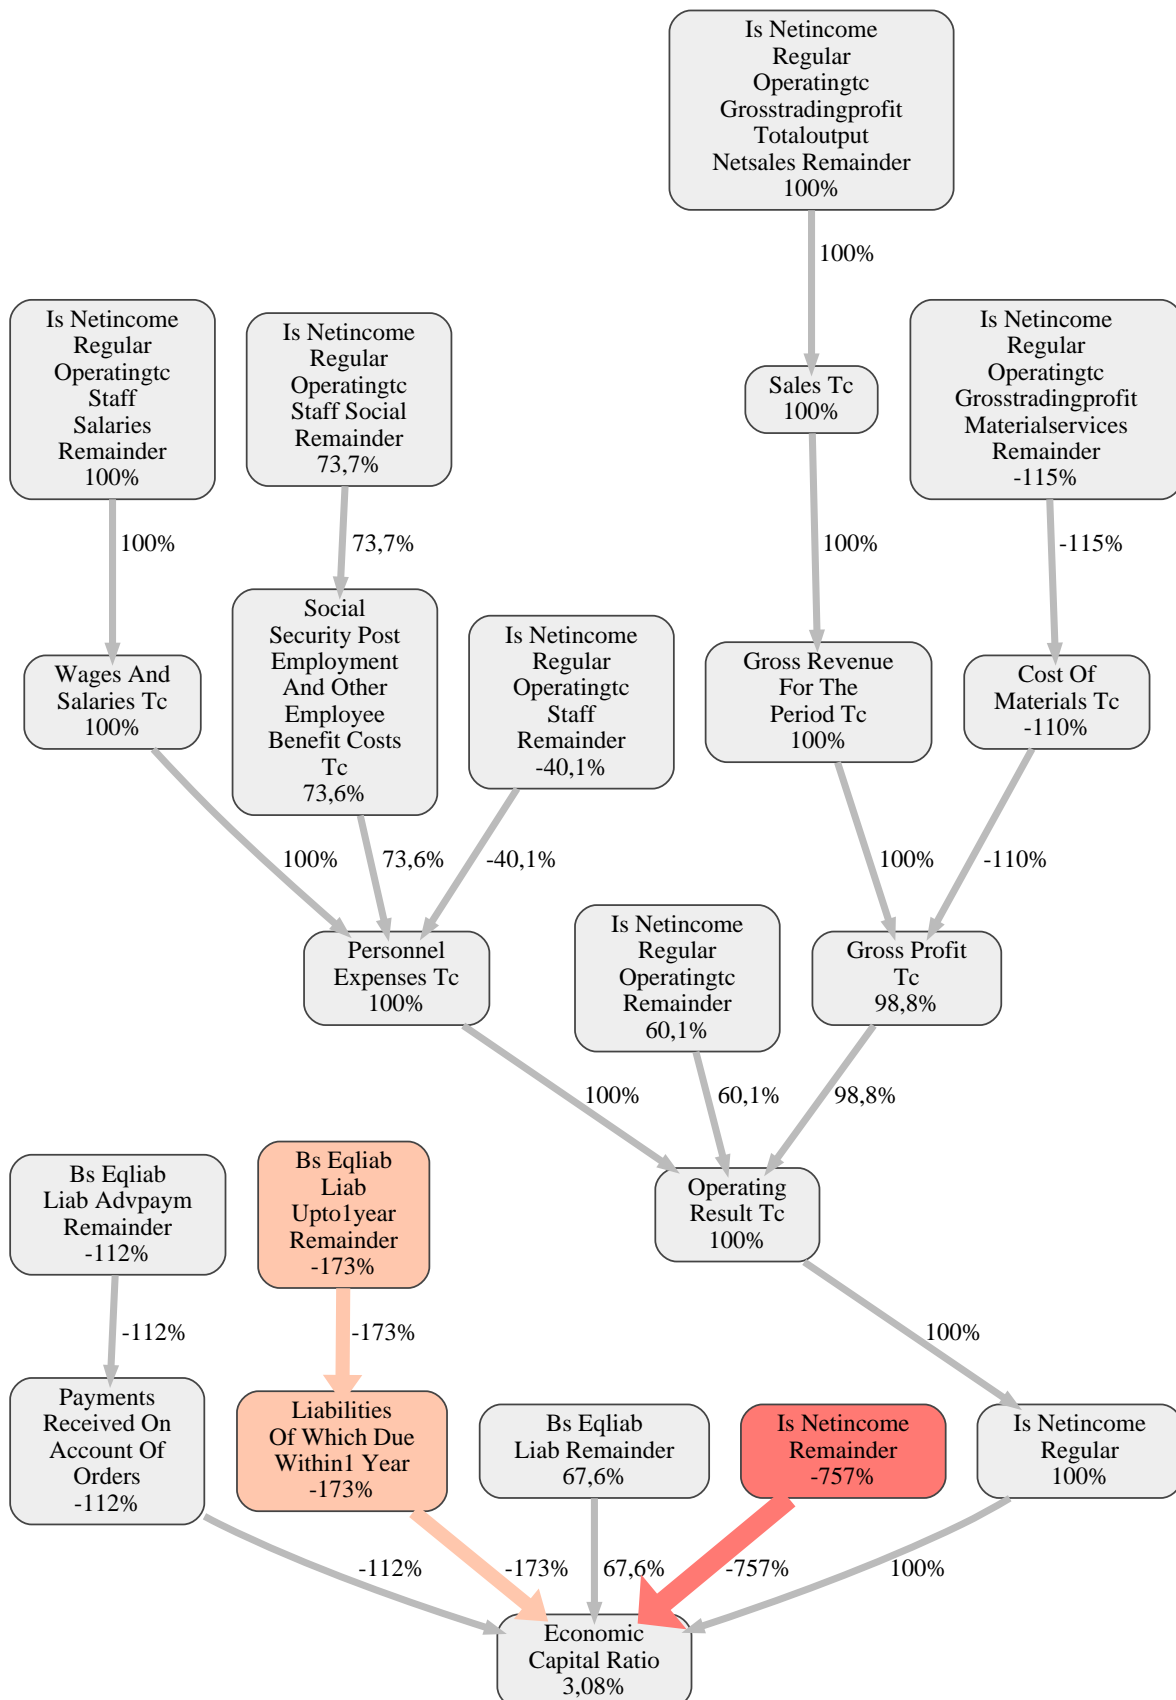 Is Netincome
Regular
Operatingtc
Grosstradingprofit
Totaloutput
Netsales Remainder
100%
100%
Is Netincome
Regular
Operatingtc
Staff
Salaries
Remainder
100%
Is Netincome
Regular
Operatingtc
Staff Social
Remainder
73,7%
Sales Tc
100%
Is Netincome
Regular
Operatingtc
Grosstradingprofit
Materialservices
Remainder
-115%
100%
73,7%
100%
-115%
Wages And
Salaries Tc
100%
Social
Security Post
Employment
And Other
Employee
Benefit Costs
Tc
73,6%
Is Netincome
Regular
Operatingtc
Staff
Remainder
-40,1%
Gross Revenue
For The
Period Tc
100%
Cost Of
Materials Tc
-110%
100%
73,6%
-40,1%
100%
-110%
Personnel
Expenses Tc
100%
Is Netincome
Regular
Operatingtc
Remainder
60,1%
Gross Profit
Tc
98,8%
100%
60,1%
98,8%
Bs Eqliab
Liab Advpaym
Remainder
-112%
Bs Eqliab
Liab
Upto1year
Remainder
-173%
Operating
Result Tc
100%
-112%
-173%
100%
Payments
Received On
Account Of
Orders
-112%
Liabilities
Of Which Due
Within1 Year
-173%
Bs Eqliab
Liab Remainder
67,6%
Is Netincome
Remainder
-757%
Is Netincome
Regular
100%
-112%
-173%
67,6%
-757%
100%
Economic
Capital Ratio
3,08%